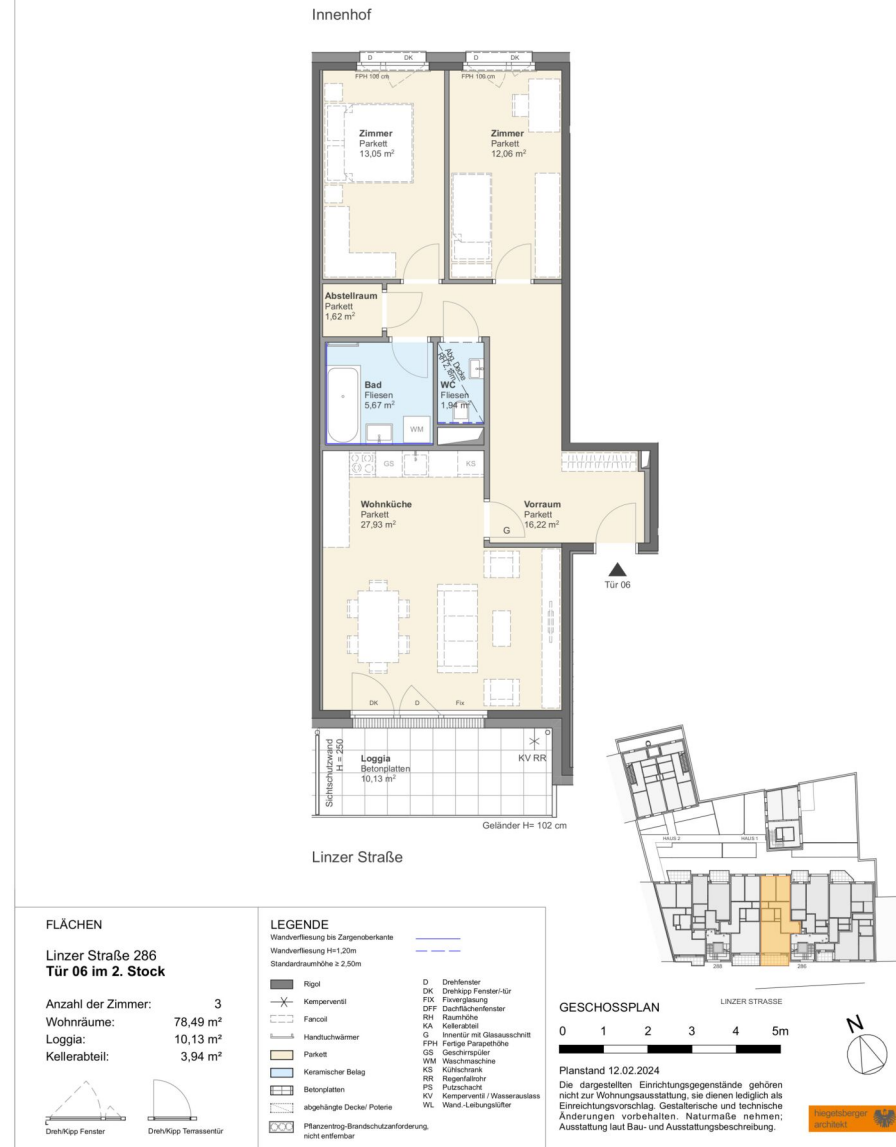 Innenhof
D DK
D DK
FPH 106 cm
FPH 106 cm
Zimmer
Parkett
13,05 m²
Zimmer
Parkett
12,06 m²
Abstellraum
Parkett
1,62 m²
Abg. Decke
Bad
Fliesen
5,67 m²
WM
WC
Fliesen
1,94 m²
GS
KS
Wohnküche
Parkett
27,93 m²
Vorraum
Parkett
16,22 m²
G
Tür 06
DK D Fix
Sichtschutzwand
H = 250
Loggia
Betonplatten
10,13 m²
KV RR
Geländer H= 102 cm
Linzer Straße
HAUS 2 HAUS 1
286 286
LINZER STRASSE
FLÄCHEN
Linzer Straße 286
Tür 06 im 2. Stock
Anzahl der Zimmer: 3
Wohnräume: 78,49 m²
Loggia: 10,13 m²
Kellerabteil: 3,94 m²
Dreh/Kipp Fenster
Dreh/Kipp Terrassentür
LEGENDE
Wandverfliesung bis Zargenoberkante
Wandverfliesung H=1,20m
Standardraumhöhe ≥ 2,50m
Rigol
Kemperventil
Fancoil
Handtuchwärmer
Parkett
Keramischer Belag
Betonplatten
abgehängte Decke/ Poterie
Pflanzentrog-Brandschutzanforderung,
nicht entfernbar
D Drehfenster
DK Drehkipp Fenster/-tür
FIX Fixverglasung
DFF Dachflächenfenster
RH Raumhöhe
KA Kellerabteil
G Innentür mit Glasausschnitt
FPH Fertige Parapethöhe
GS Geschirrspüler
WM Waschmaschine
KS Kühlschrank
RR Regenfallrohr
PS Putzschacht
KV Kemperventil / Wasserauslass
WL Wand.-Leibungslüfter
GESCHOSSPLAN
0 1 2 3 4 5m
N
Planstand 12.02.2024
Die dargestellten Einrichtungsgegenstände gehören
nicht zur Wohnungsausstattung, sie dienen lediglich als
Einreichtungsvorschlag. Gestalterische und technische
Änderungen vorbehalten. Naturmaße nehmen;
Ausstattung laut Bau- und Ausstattungsbeschreibung.
hiegetsberger
architekt